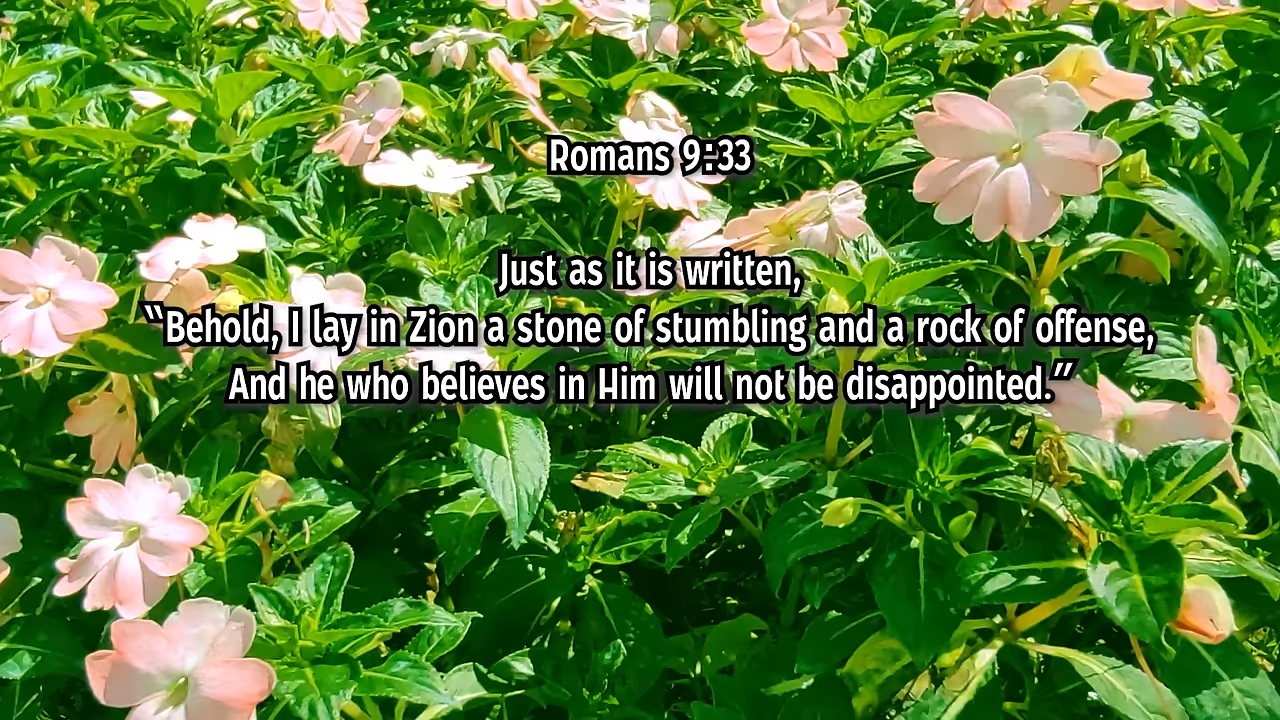 Romans 9:33
Just as it is written,
“Behold, I lay in Zion a stone of stumbling and a rock of offense,
And he who believes in Him will not be disappointed.”